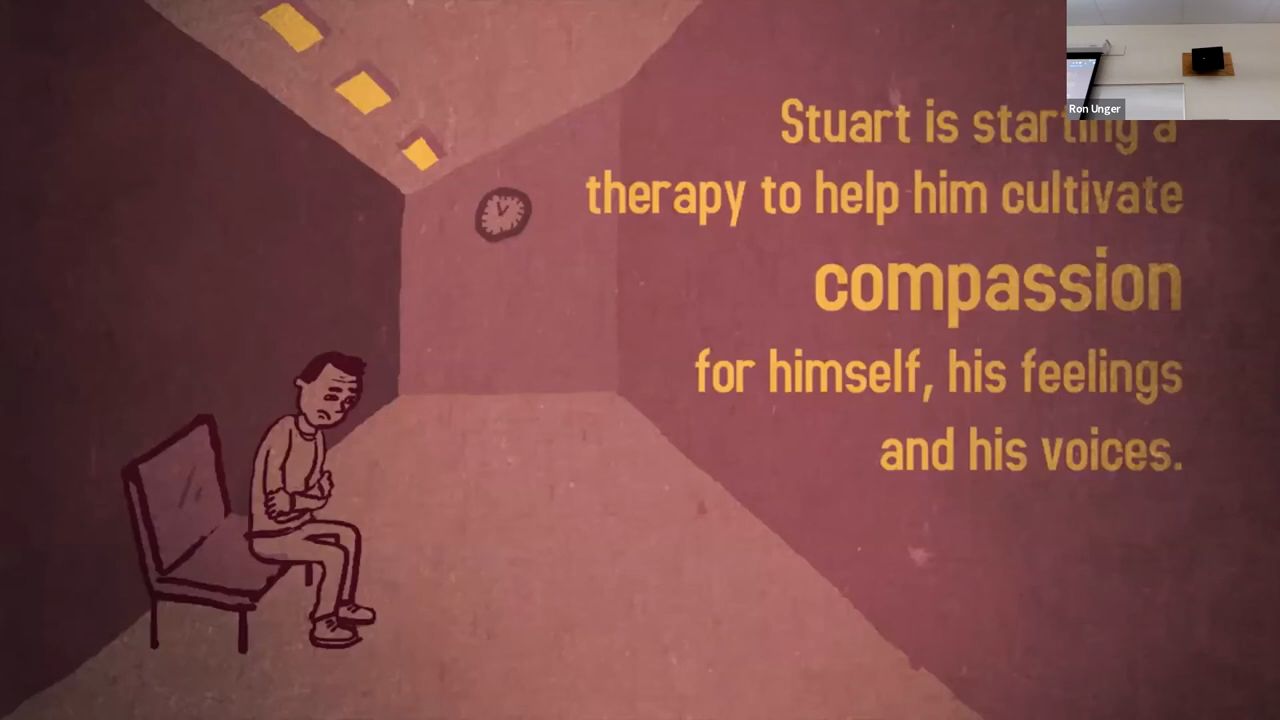 Ron Unger
Stuart is starting a
therapy to help him cultivate
compassion
for himself, his feelings
and his voices.